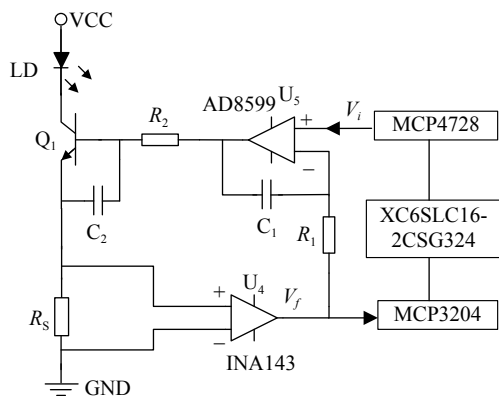 VCC
LD
Q1
R2
AD8599
U5
Vi
MCP4728
+
−
C2
C1
R1
XC6SLC16-
2CSG324
RS
+
U4
Vf
−
MCP3204
INA143
GND